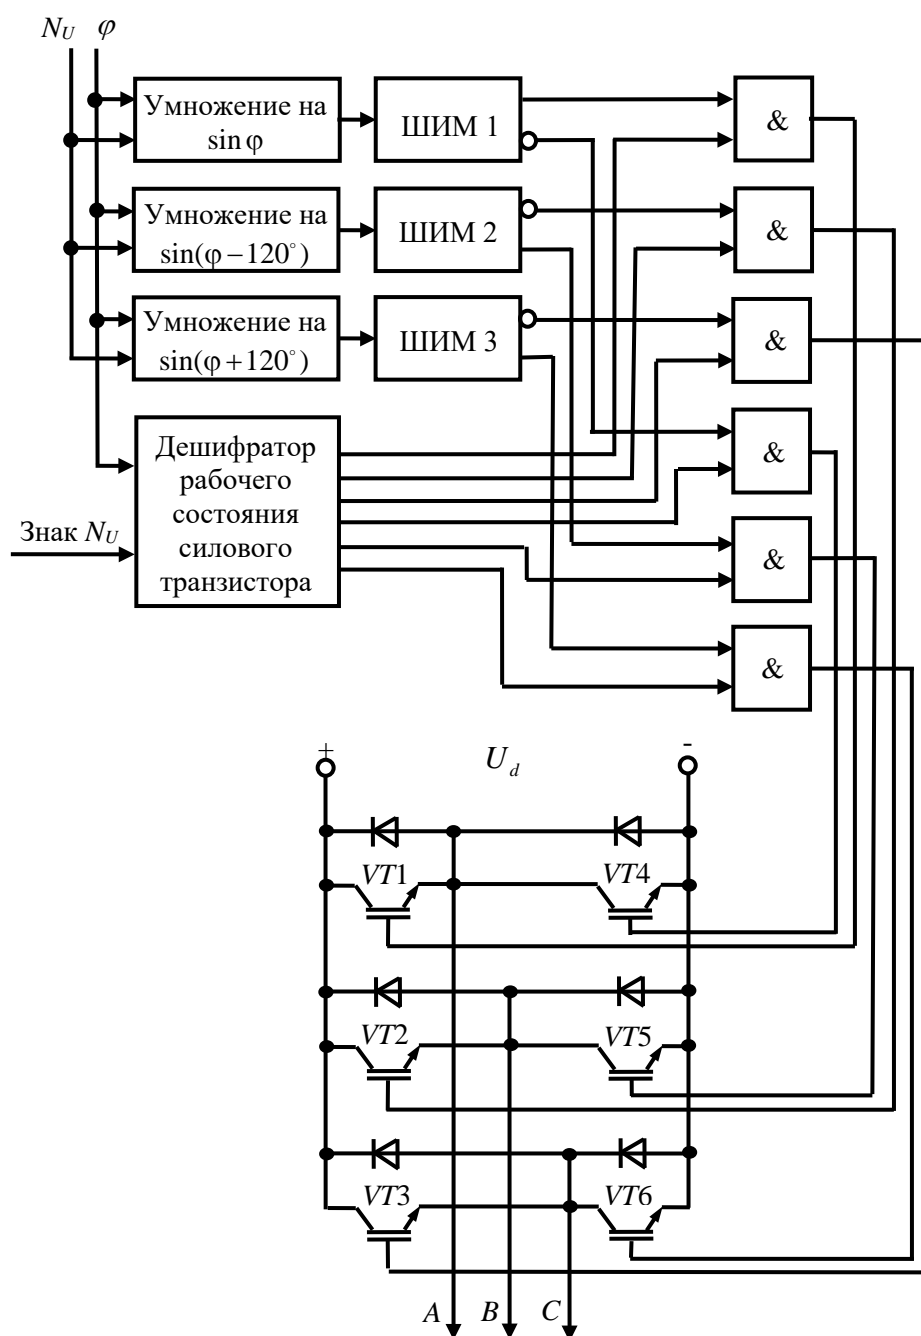 N_U φ
Умножение на
sin φ
ШИМ 1
&
Умножение на
sin(φ − 120°)
ШИМ 2
&
Умножение на
sin(φ + 120°)
ШИМ 3
&
Дешифратор
рабочего
состояния
силового
транзистора
Знак N_U
&
&
&
+ U_d -
VT1 VT4
VT2 VT5
VT3 VT6
A B C